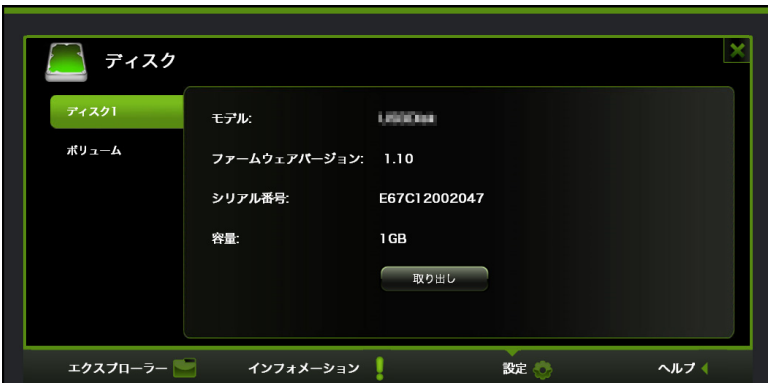 ディスク
ディスク1
ボリューム
モデル:
ファームウェアバージョン: 1.10
シリアル番号: E67C12002047
容量: 1GB
取り出し
エクスプローラー インフォメーション 設定 ヘルプ